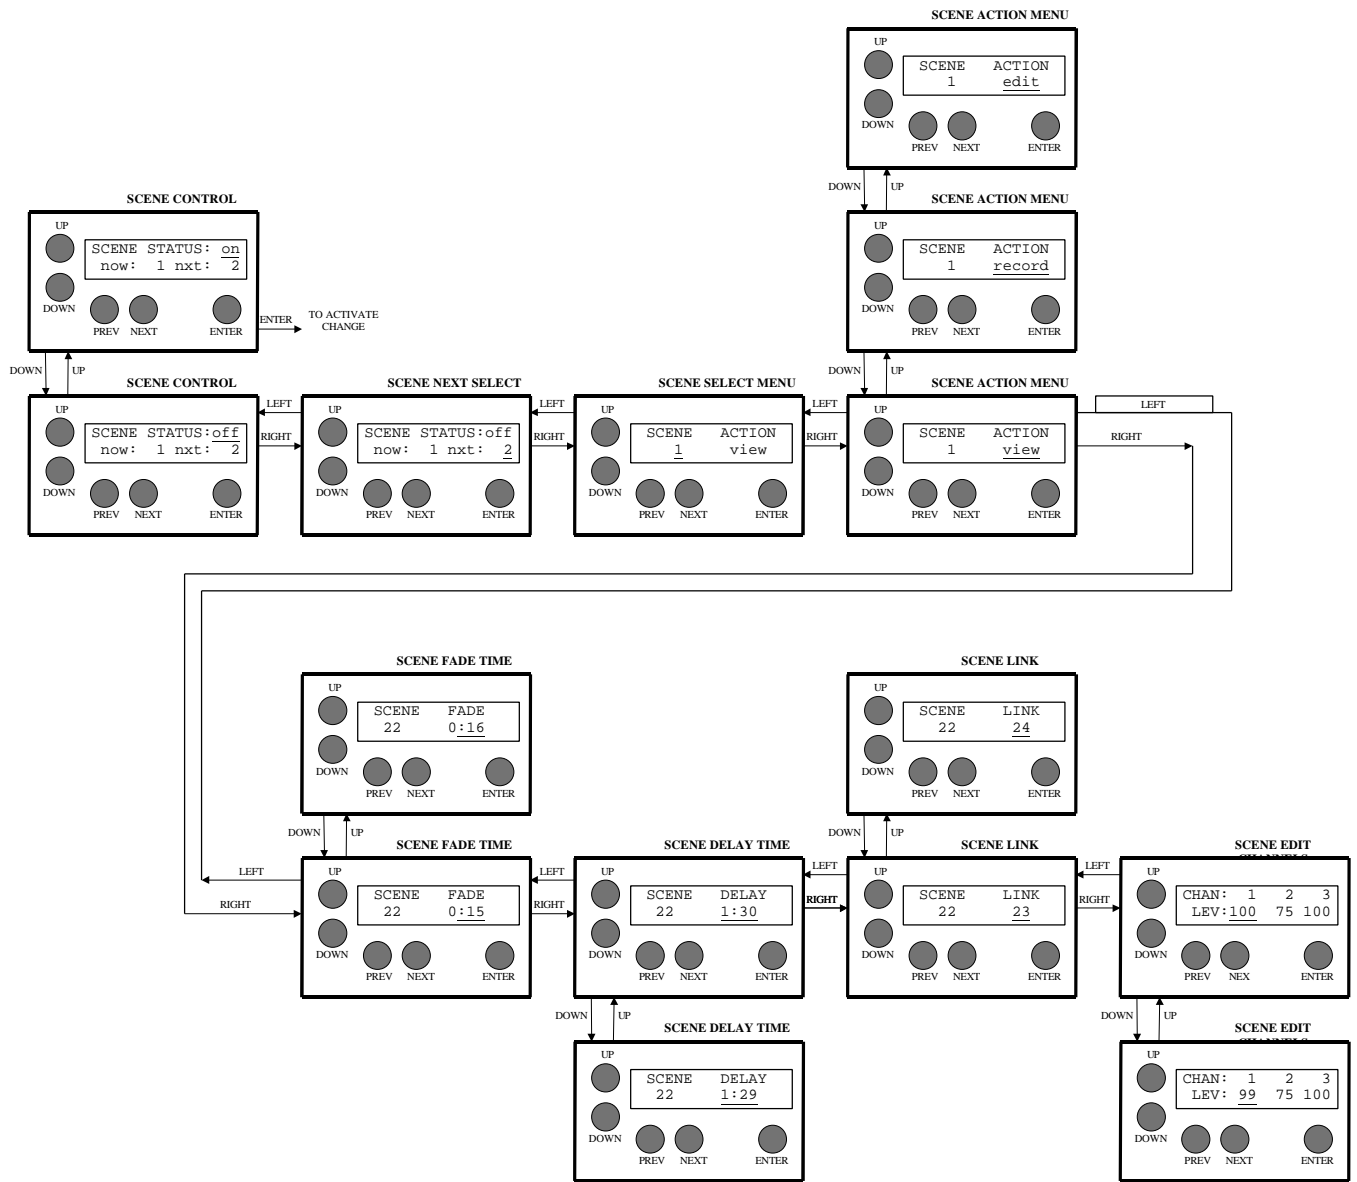 SCENE ACTION MENU
UP
SCENE ACTION
1 edit
DOWN
PREV NEXT ENTER
DOWN UP
SCENE CONTROL
UP
SCENE STATUS: on
now: 1 nxt: 2
DOWN
PREV NEXT ENTER
ENTER
TO ACTIVATE
CHANGE
SCENE ACTION MENU
UP
SCENE ACTION
1 record
DOWN
PREV NEXT ENTER
DOWN UP
DOWN UP
SCENE CONTROL
UP
SCENE STATUS:off
now: 1 nxt: 2
DOWN
PREV NEXT ENTER
LEFT
RIGHT
SCENE NEXT SELECT
UP
SCENE STATUS:off
now: 1 nxt: 2
DOWN
PREV NEXT ENTER
LEFT
RIGHT
SCENE SELECT MENU
UP
SCENE ACTION
1 view
DOWN
PREV NEXT ENTER
LEFT
RIGHT
SCENE ACTION MENU
UP
SCENE ACTION
1 view
DOWN
PREV NEXT ENTER
LEFT
RIGHT
SCENE FADE TIME
UP
SCENE FADE
22 0:16
DOWN
PREV NEXT ENTER
DOWN UP
SCENE LINK
UP
SCENE LINK
22 24
DOWN
PREV NEXT ENTER
DOWN UP
LEFT
RIGHT
SCENE FADE TIME
UP
SCENE FADE
22 0:15
DOWN
PREV NEXT ENTER
LEFT
RIGHT
SCENE DELAY TIME
UP
SCENE DELAY
22 1:30
DOWN
PREV NEXT ENTER
LEFT
RIGHT
SCENE LINK
UP
SCENE LINK
22 23
DOWN
PREV NEXT ENTER
LEFT
RIGHT
SCENE EDIT
UP
CHAN: 1 2 3
LEV:100 75 100
DOWN
PREV NEX ENTER
DOWN UP
SCENE DELAY TIME
UP
SCENE DELAY
22 1:29
DOWN
PREV NEXT ENTER
DOWN UP
SCENE EDIT
UP
CHAN: 1 2 3
LEV: 99 75 100
DOWN
PREV NEXT ENTER